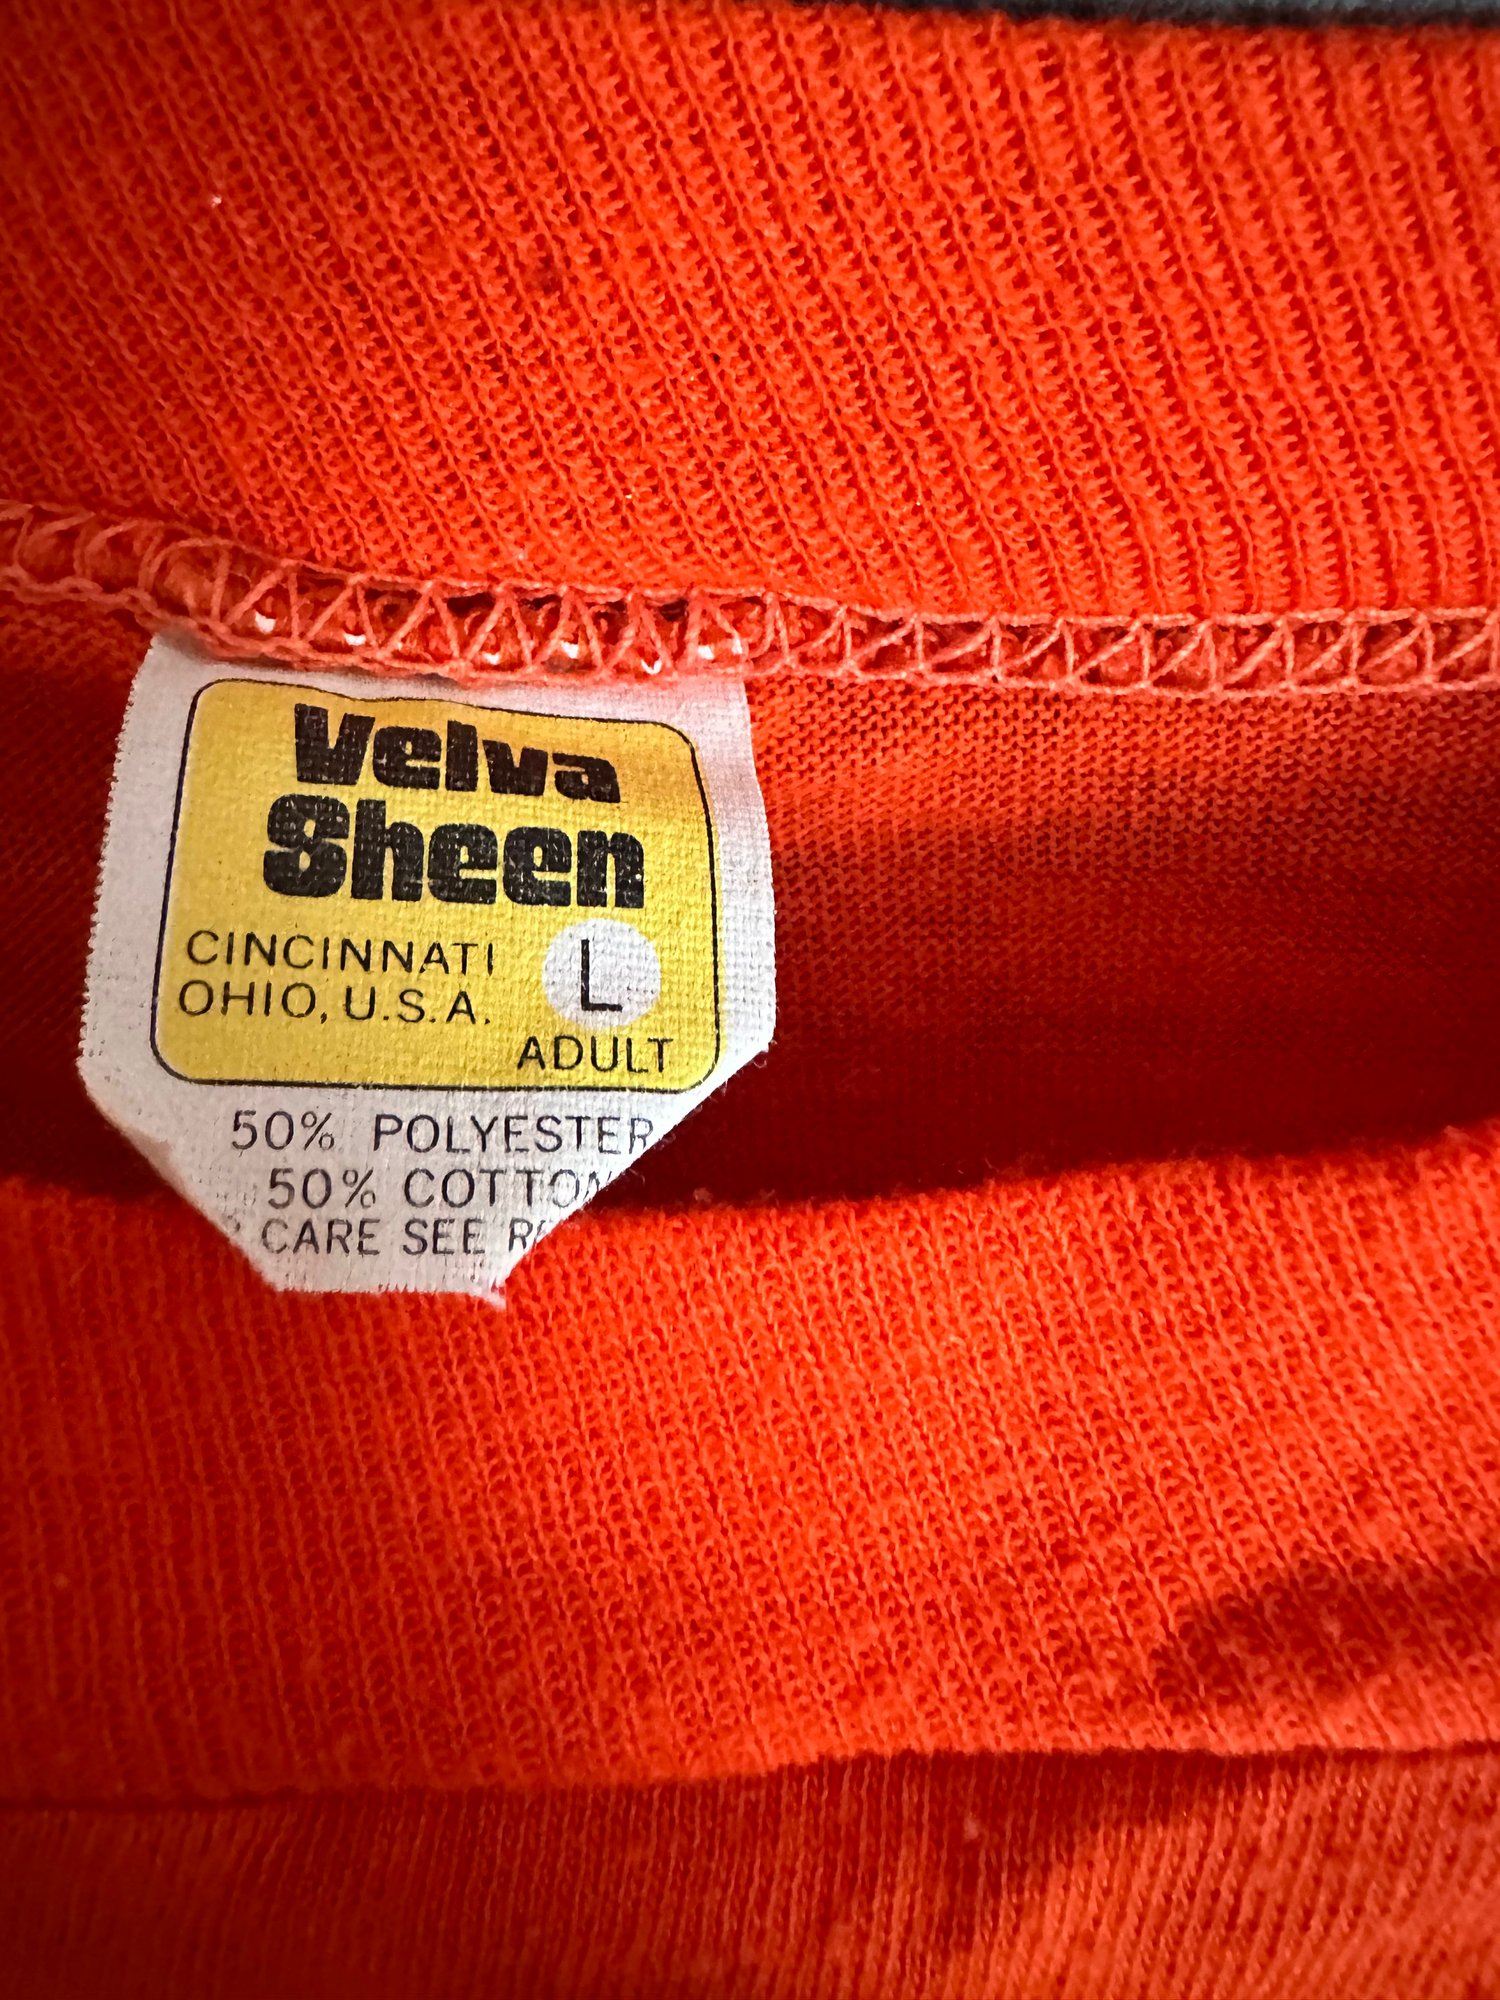 Velva
Sheen
CINCINNATI
OHIO, U.S.A.
L
ADULT
50% POLYESTER
50% COTTON
CARE SEE